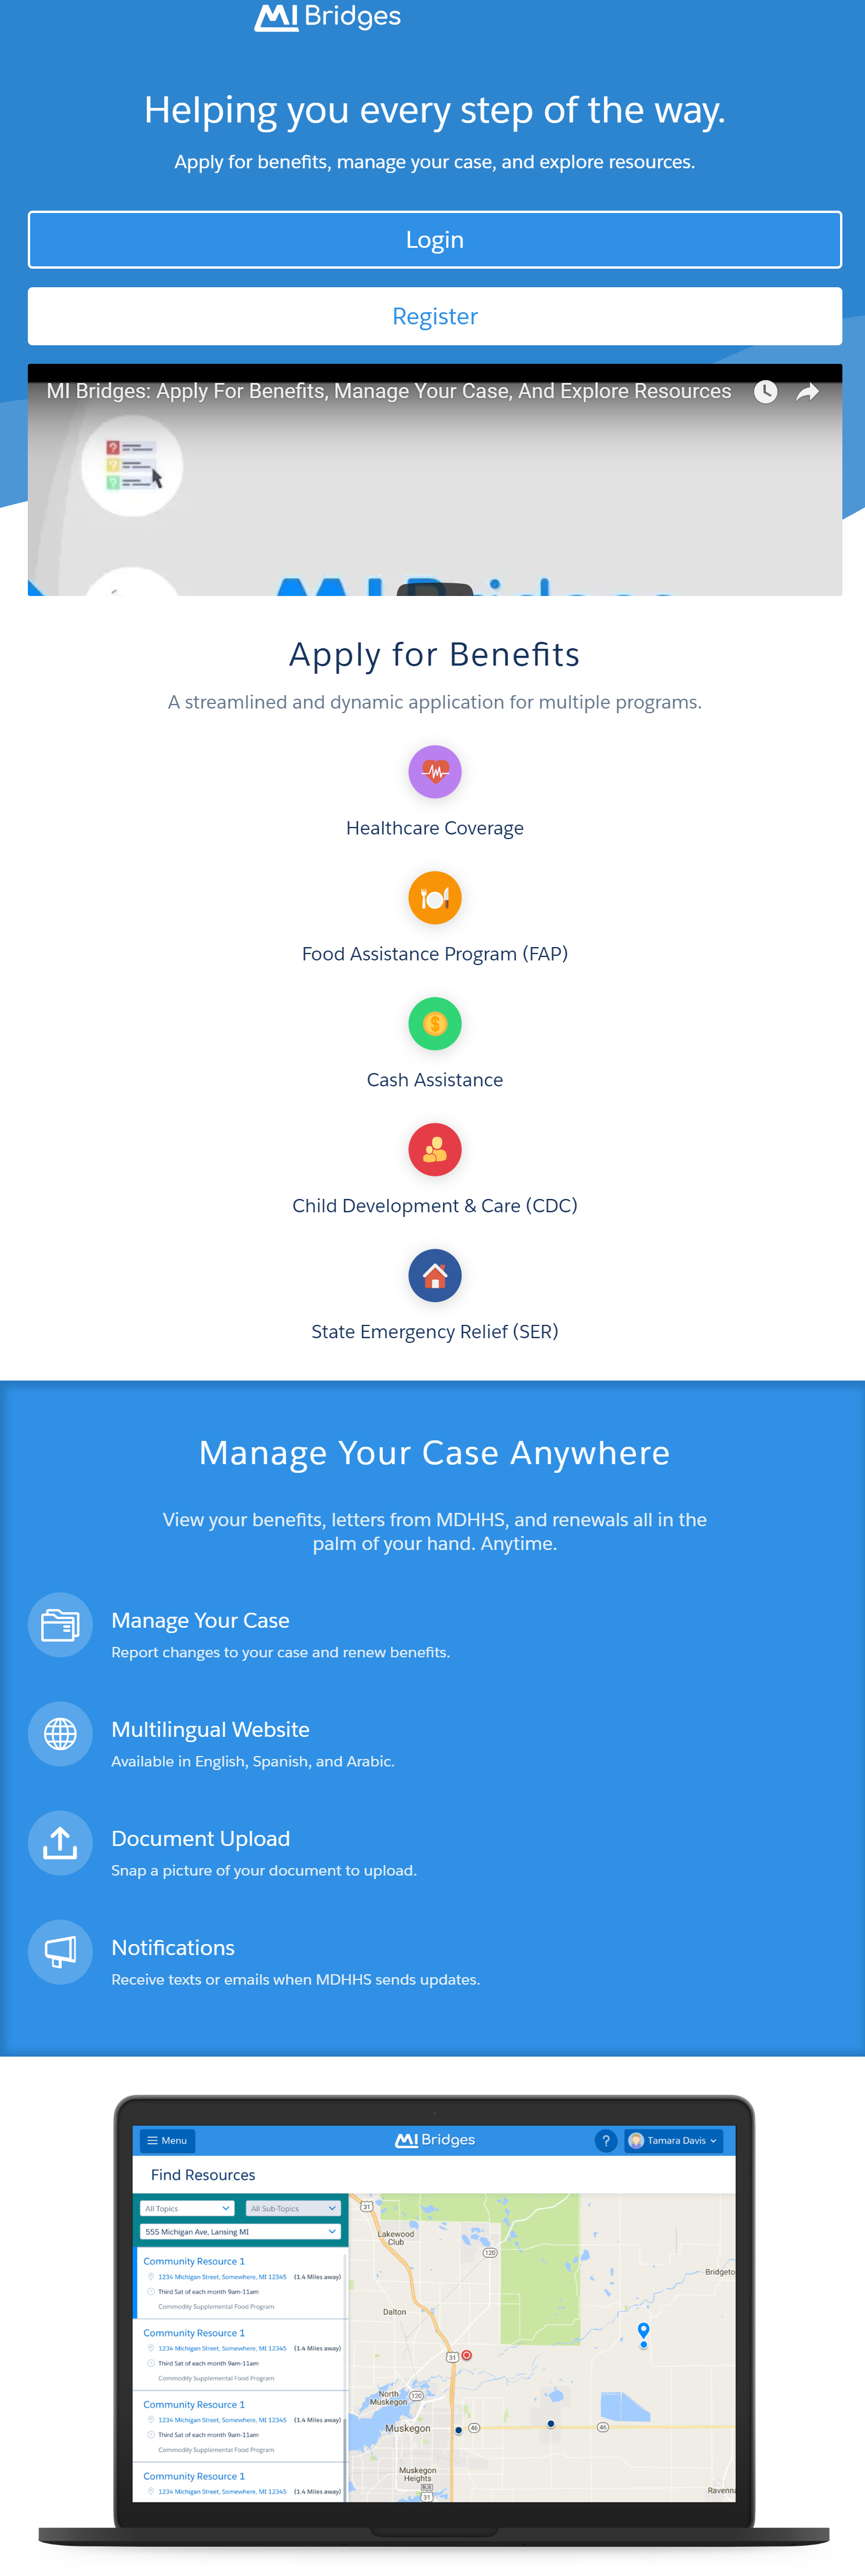 MI Bridges
Helping you every step of the way.
Apply for benefits, manage your case, and explore resources.
Login
Register
MI Bridges: Apply For Benefits, Manage Your Case, And Explore Resources
MI Bridges
Apply for Benefits
A streamlined and dynamic application for multiple programs.
Healthcare Coverage
Food Assistance Program (FAP)
Cash Assistance
Child Development & Care (CDC)
State Emergency Relief (SER)
Manage Your Case Anywhere
View your benefits, letters from MDHHS, and renewals all in the
palm of your hand. Anytime.
Manage Your Case
Report changes to your case and renew benefits.
Multilingual Website
Available in English, Spanish, and Arabic.
Document Upload
Snap a picture of your document to upload.
Notifications
Receive texts or emails when MDHHS sends updates.
Menu
MI Bridges
?
Tamara Davis
Find Resources
All Topics
All Sub-Topics
555 Michigan Ave, Lansing MI
Community Resource 1
1234 Michigan Street, Somewhere, MI 12345 (1.4 Miles away)
Third Sat of each month 9am-11am
Commodity Supplemental Food Program
Community Resource 1
1234 Michigan Street, Somewhere, MI 12345 (1.4 Miles away)
Third Sat of each month 9am-11am
Commodity Supplemental Food Program
Community Resource 1
1234 Michigan Street, Somewhere, MI 12345 (1.4 Miles away)
Third Sat of each month 9am-11am
Commodity Supplemental Food Program
Community Resource 1
1234 Michigan Street, Somewhere, MI 12345 (1.4 Miles away)
31
Lakewood
Club
120
Bridgeto
Dalton
31
North
Muskegon
120
Muskegon
46
46
Muskegon
Heights
31
Ravenna